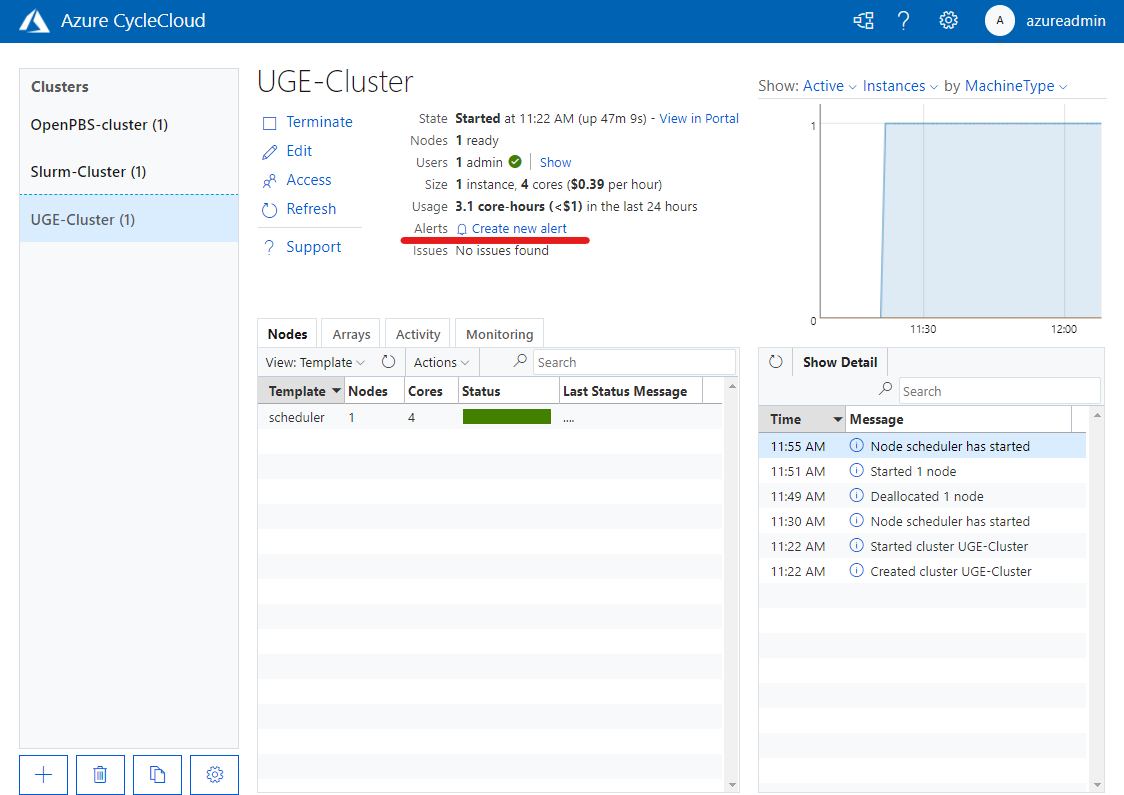 Azure CycleCloud
A azureadmin
Clusters
OpenPBS-cluster (1)
Slurm-Cluster (1)
UGE-Cluster (1)
UGE-Cluster
Terminate
Edit
Access
Refresh
? Support
State Started at 11:22 AM (up 47m 9s) - View in Portal
Nodes 1 ready
Users 1 admin Show
Size 1 instance, 4 cores ($0.39 per hour)
Usage 3.1 core-hours (<$1) in the last 24 hours
Alerts Create new alert
Issues No issues found
Show: Active Instances by MachineType
1
0
11:30 12:00
Nodes Arrays Activity Monitoring
View: Template Actions Search
Template Nodes Cores Status Last Status Message
scheduler 1 4 ....
Show Detail
Search
Time Message
11:55 AM Node scheduler has started
11:51 AM Started 1 node
11:49 AM Deallocated 1 node
11:30 AM Node scheduler has started
11:22 AM Started cluster UGE-Cluster
11:22 AM Created cluster UGE-Cluster